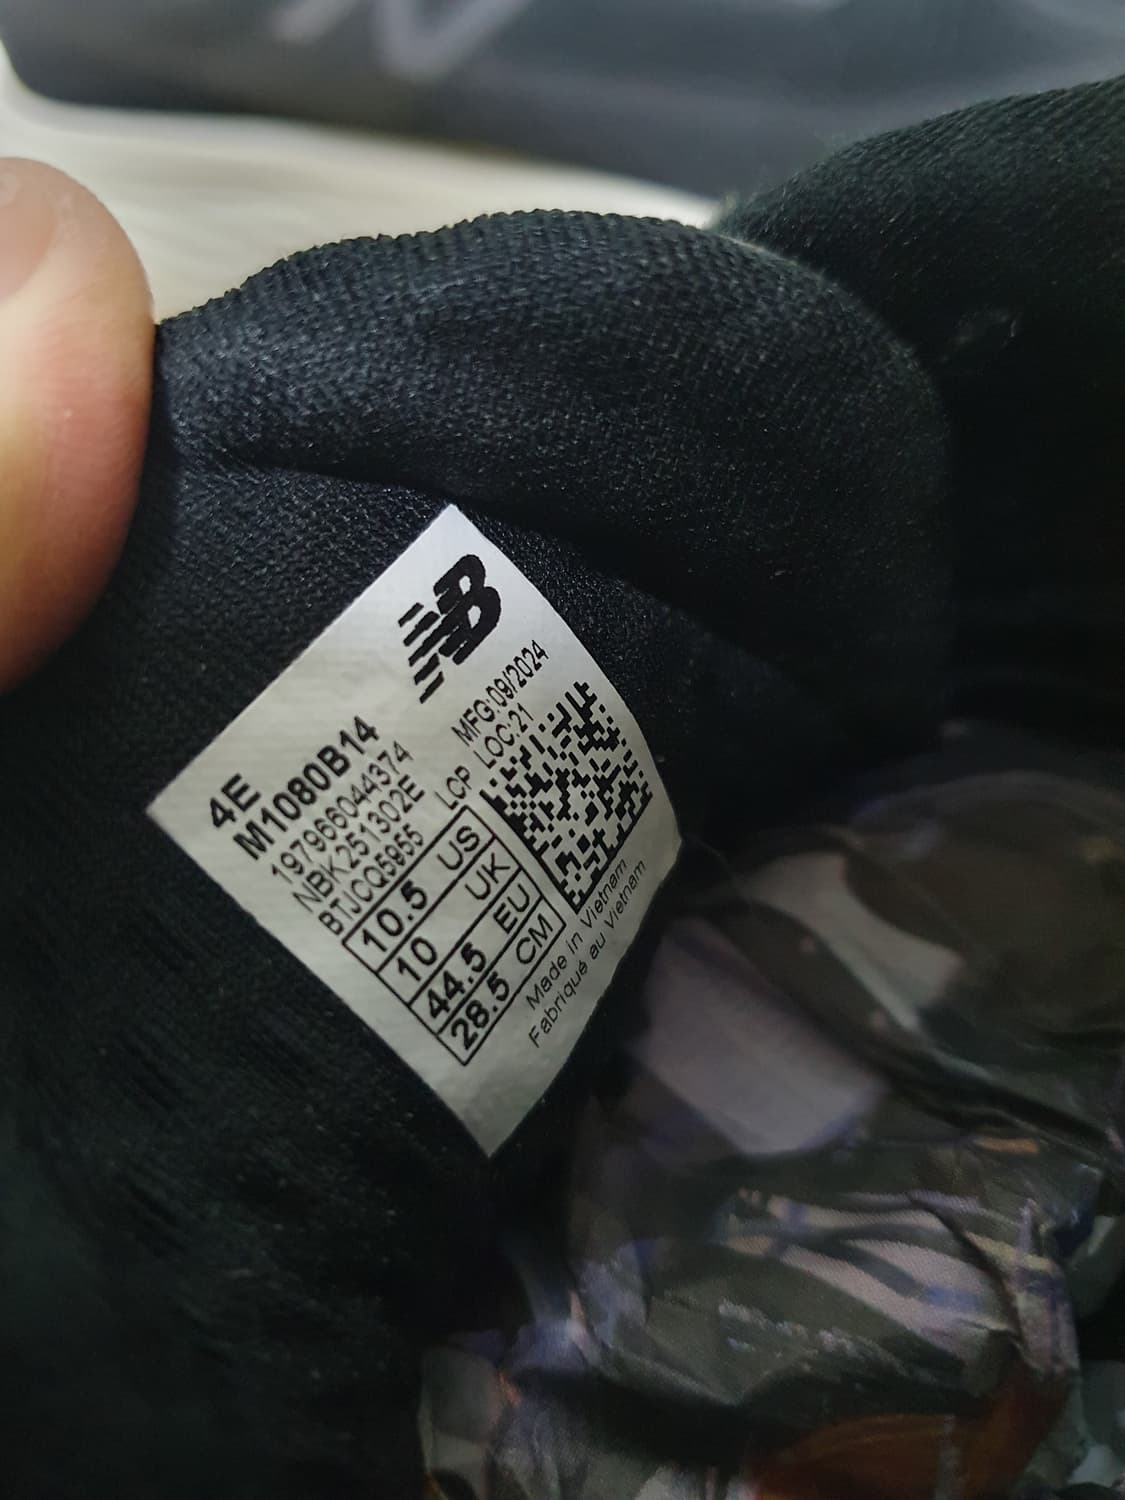 NB
4E
M1080B14
197966044374
NBK251302E
BTJCQ5955
LCP
MFG:09/2024
LOC:21
10.5 US
10 UK
44.5 EU
28.5 CM
Made in Vietnam
Fabriqué au Vietnam